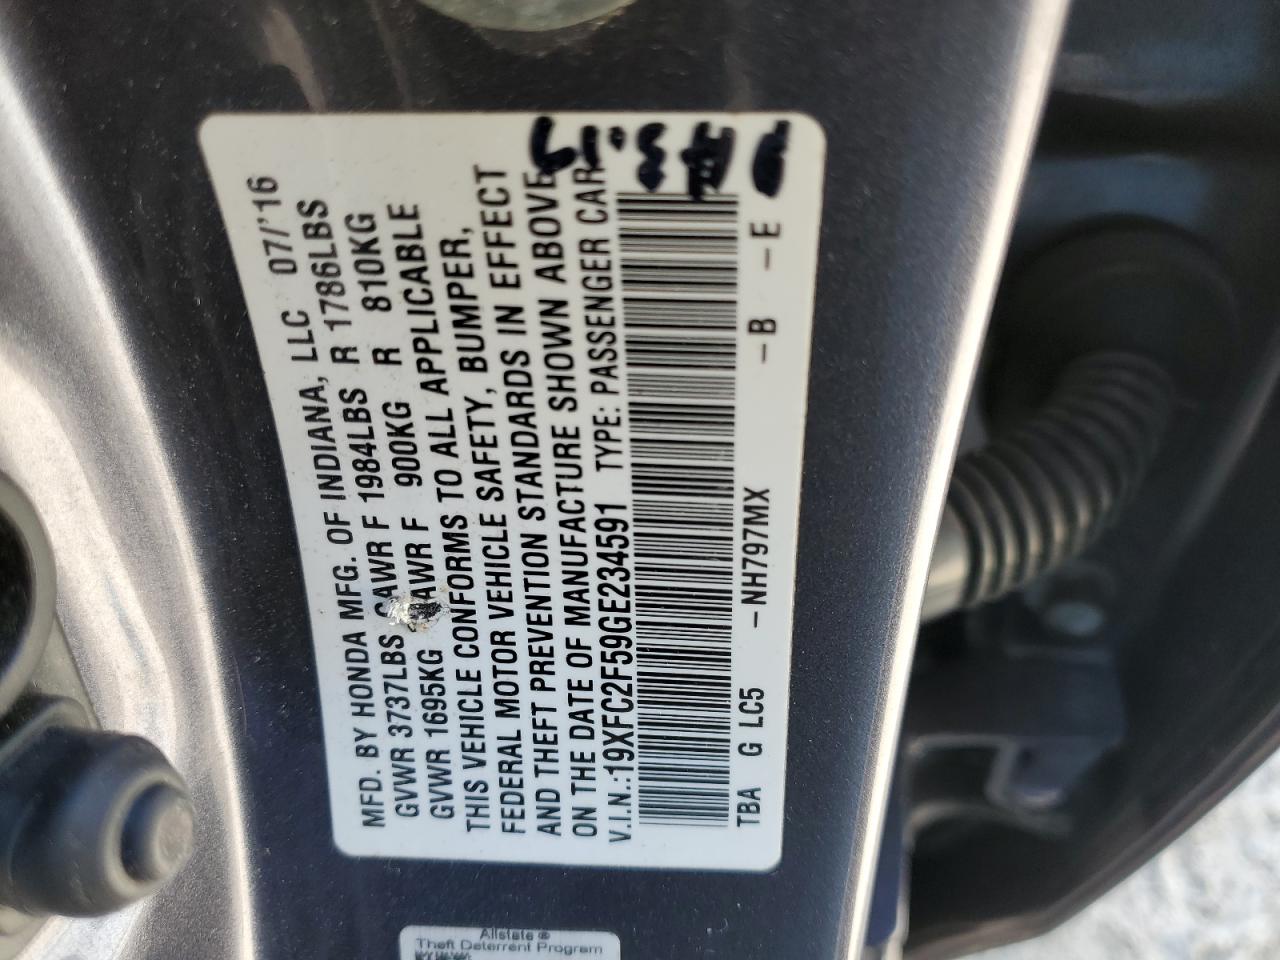 MFD. BY HONDA MFG. OF INDIANA, LLC 07/'16
GVWR 3737LBS GAWR F 1984LBS R 1786LBS
GVWR 1695KG GAWR F 900KG R 810KG
THIS VEHICLE CONFORMS TO ALL APPLICABLE
FEDERAL MOTOR VEHICLE SAFETY, BUMPER,
AND THEFT PREVENTION STANDARDS IN EFFECT
ON THE DATE OF MANUFACTURE SHOWN ABOVE
V.I.N.:19XFC2F59GE234591 TYPE: PASSENGER CAR
TBA G LC5 -NH797MX -B -E
Allstate ®
Theft Deterrent Program